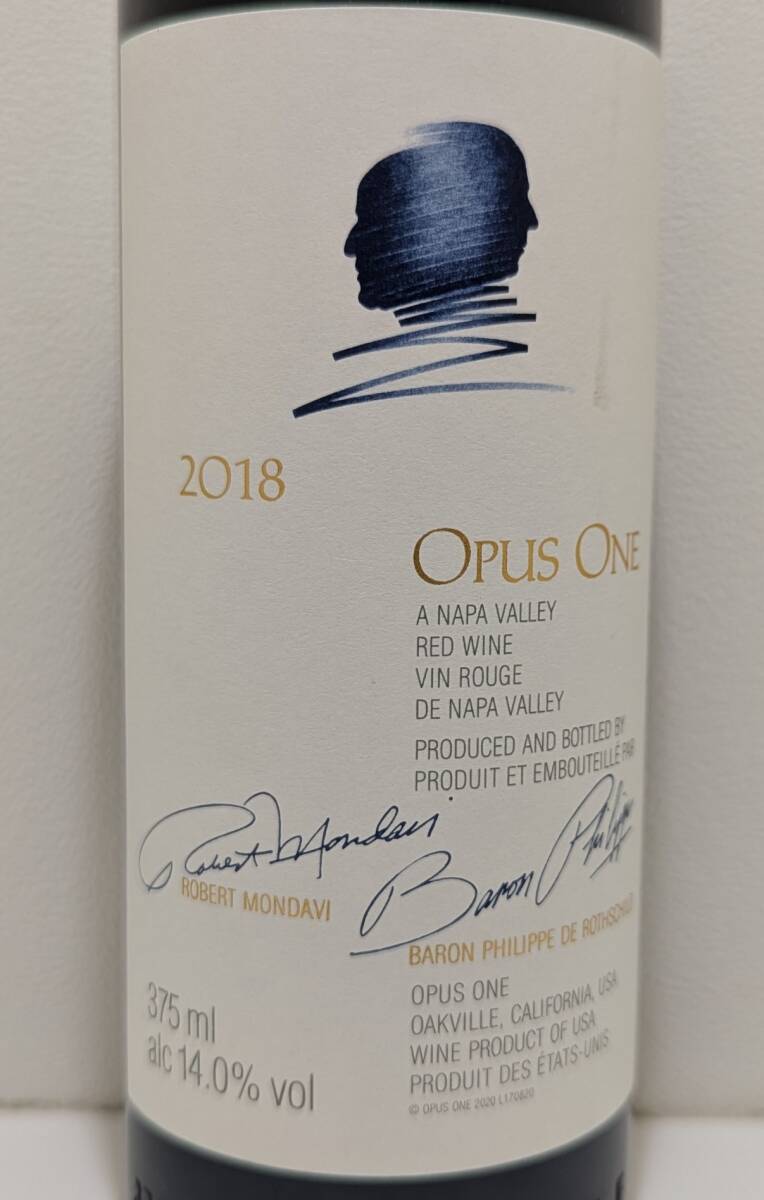 2018
OPUS ONE
A NAPA VALLEY
RED WINE
VIN ROUGE
DE NAPA VALLEY
PRODUCED AND BOTTLED BY
PRODUIT ET EMBOUTEILLÉ PAR
Robert Mondavi
ROBERT MONDAVI
Baron Philippe
BARON PHILIPPE DE ROTHSCHILD
375 ml
alc 14.0% vol
OPUS ONE
OAKVILLE, CALIFORNIA, USA
WINE PRODUCT OF USA
PRODUIT DES ÉTATS-UNIS
© OPUS ONE 2020 L170820